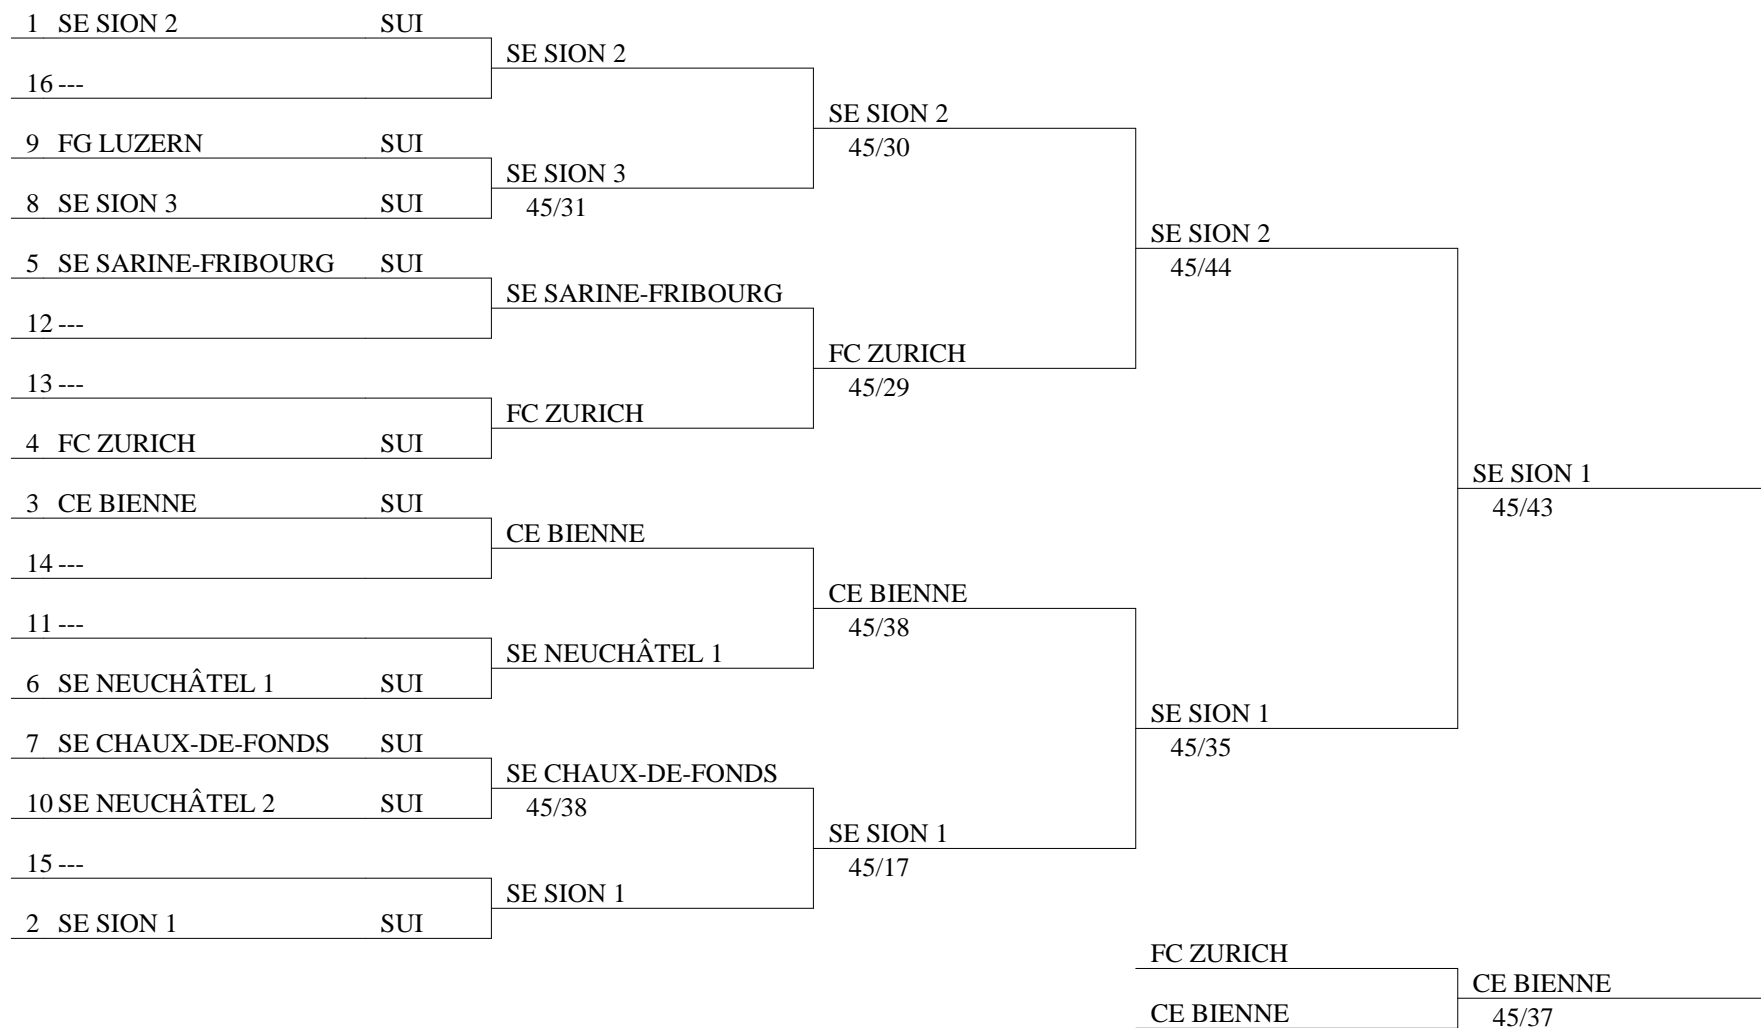 1 SE SION 2 SUI
SE SION 2
16 ---
SE SION 2
45/30
9 FG LUZERN SUI
SE SION 3
45/31
8 SE SION 3 SUI
SE SION 2
45/44
5 SE SARINE-FRIBOURG SUI
SE SARINE-FRIBOURG
12 ---
FC ZURICH
45/29
13 ---
FC ZURICH
4 FC ZURICH SUI
SE SION 1
45/43
3 CE BIENNE SUI
CE BIENNE
14 ---
CE BIENNE
45/38
11 ---
SE NEUCHÂTEL 1
6 SE NEUCHÂTEL 1 SUI
SE SION 1
45/35
7 SE CHAUX-DE-FONDS SUI
SE CHAUX-DE-FONDS
45/38
10 SE NEUCHÂTEL 2 SUI
SE SION 1
45/17
15 ---
SE SION 1
2 SE SION 1 SUI
FC ZURICH
CE BIENNE
45/37
CE BIENNE